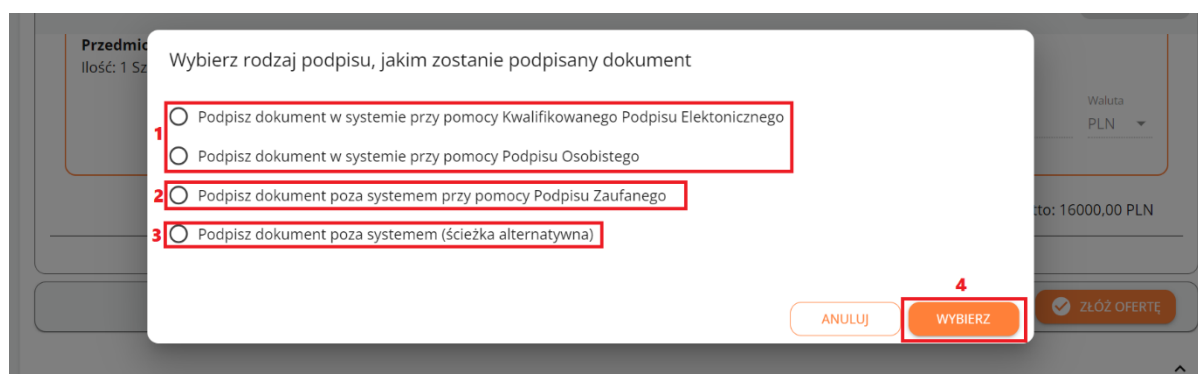 Przedmic
Ilość: 1 Sz
Wybierz rodzaj podpisu, jakim zostanie podpisany dokument
1
Podpisz dokument w systemie przy pomocy Kwalifikowanego Podpisu Elektonicznego
Podpisz dokument w systemie przy pomocy Podpisu Osobistego
2 Podpisz dokument poza systemem przy pomocy Podpisu Zaufanego
3 Podpisz dokument poza systemem (ścieżka alternatywna)
Waluta
PLN
tto: 16000,00 PLN
4
ANULUJ WYBIERZ
ZŁÓŻ OFERTĘ